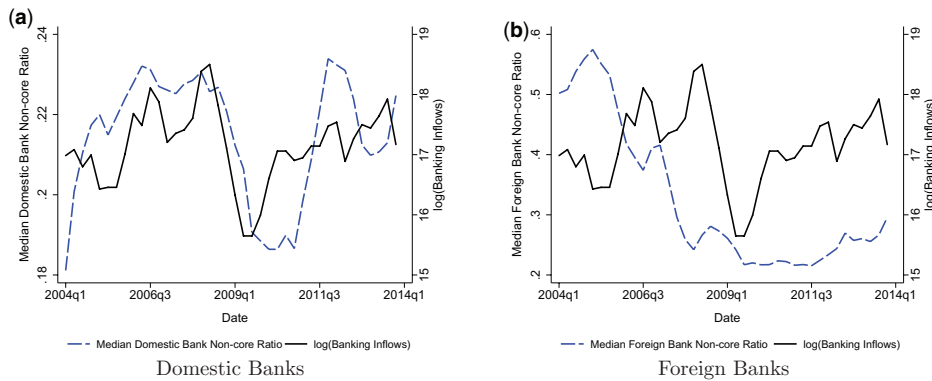 (a)
.24
.22
.2
.18
Median Domestic Bank Non-core Ratio
19
18
17
16
15
log(Banking Inflows)
2004q1 2006q3 2009q1 2011q3 2014q1
Date
Median Domestic Bank Non-core Ratio log(Banking Inflows)
Domestic Banks
(b)
.6
.5
.4
.3
.2
Median Foreign Bank Non-core Ratio
19
18
17
16
15
log(Banking Inflows)
2004q1 2006q3 2009q1 2011q3 2014q1
Date
Median Foreign Bank Non-core Ratio log(Banking Inflows)
Foreign Banks